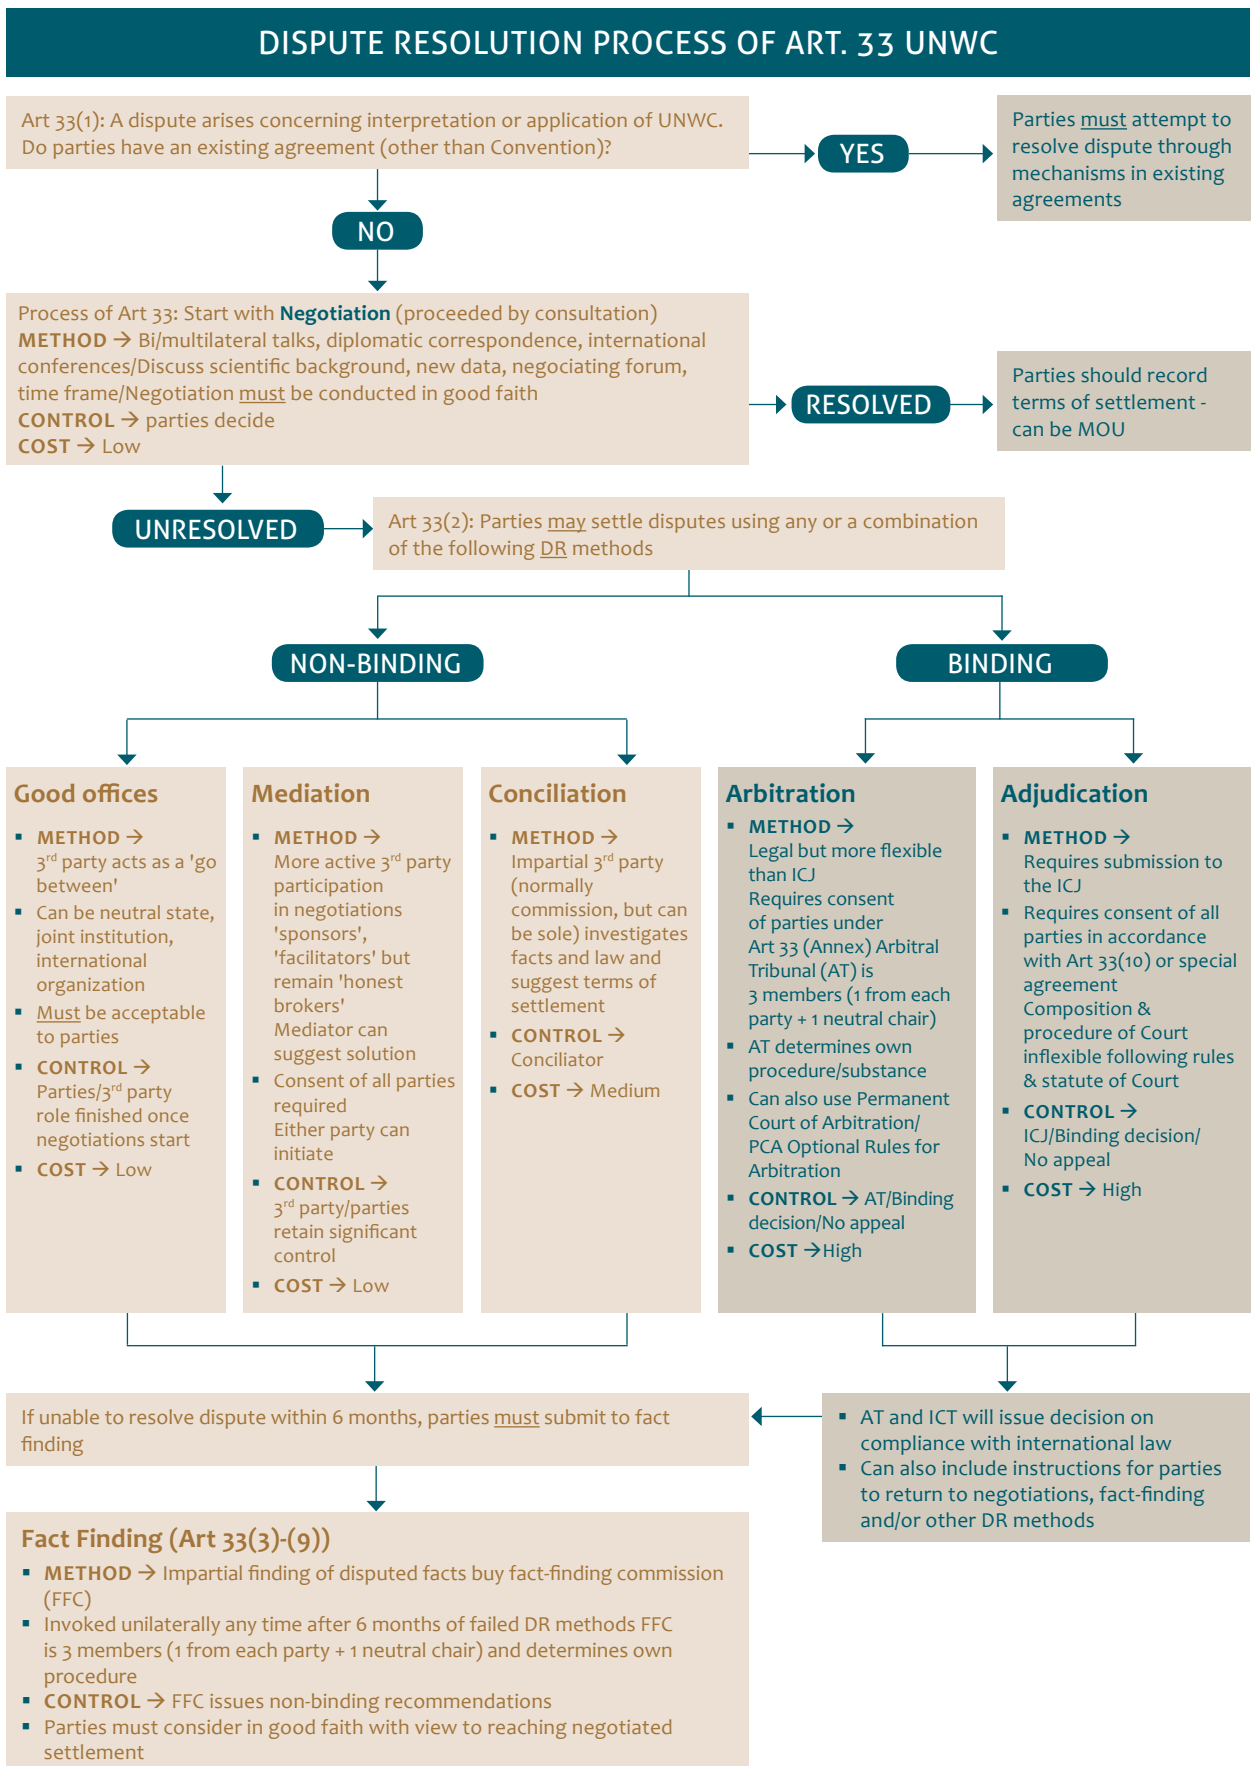 DISPUTE RESOLUTION PROCESS OF ART. 33 UNWC
Art 33(1): A dispute arises concerning interpretation or application of UNWC.
Do parties have an existing agreement (other than Convention)?
YES
Parties must attempt to
resolve dispute through
mechanisms in existing
agreements
NO
Process of Art 33: Start with Negotiation (proceeded by consultation)
METHOD → Bi/multilateral talks, diplomatic correspondence, international
conferences/Discuss scientific background, new data, negociating forum,
time frame/Negotiation must be conducted in good faith
CONTROL → parties decide
COST → Low
RESOLVED
Parties should record
terms of settlement -
can be MOU
UNRESOLVED
Art 33(2): Parties may settle disputes using any or a combination
of the following DR methods
NON-BINDING
BINDING
Good offices
▪ METHOD →
3rd party acts as a 'go
between'
▪ Can be neutral state,
joint institution,
international
organization
▪ Must be acceptable
to parties
▪ CONTROL →
Parties/3rd party
role finished once
negotiations start
▪ COST → Low
Mediation
▪ METHOD →
More active 3rd party
participation
in negotiations
'sponsors',
'facilitators' but
remain 'honest
brokers'
Mediator can
suggest solution
▪ Consent of all parties
required
Either party can
initiate
▪ CONTROL →
3rd party/parties
retain significant
control
▪ COST → Low
Conciliation
▪ METHOD →
Impartial 3rd party
(normally
commission, but can
be sole) investigates
facts and law and
suggest terms of
settlement
▪ CONTROL →
Conciliator
▪ COST → Medium
Arbitration
▪ METHOD →
Legal but more flexible
than ICJ
Requires consent
of parties under
Art 33 (Annex) Arbitral
Tribunal (AT) is
3 members (1 from each
party + 1 neutral chair)
▪ AT determines own
procedure/substance
▪ Can also use Permanent
Court of Arbitration/
PCA Optional Rules for
Arbitration
▪ CONTROL → AT/Binding
decision/No appeal
▪ COST →High
Adjudication
▪ METHOD →
Requires submission to
the ICJ
▪ Requires consent of all
parties in accordance
with Art 33(10) or special
agreement
Composition &
procedure of Court
inflexible following rules
& statute of Court
▪ CONTROL →
ICJ/Binding decision/
No appeal
▪ COST → High
If unable to resolve dispute within 6 months, parties must submit to fact
finding
▪ AT and ICT will issue decision on
compliance with international law
▪ Can also include instructions for parties
to return to negotiations, fact-finding
and/or other DR methods
Fact Finding (Art 33(3)-(9))
▪ METHOD → Impartial finding of disputed facts buy fact-finding commission
(FFC)
▪ Invoked unilaterally any time after 6 months of failed DR methods FFC
is 3 members (1 from each party + 1 neutral chair) and determines own
procedure
▪ CONTROL → FFC issues non-binding recommendations
▪ Parties must consider in good faith with view to reaching negotiated
settlement